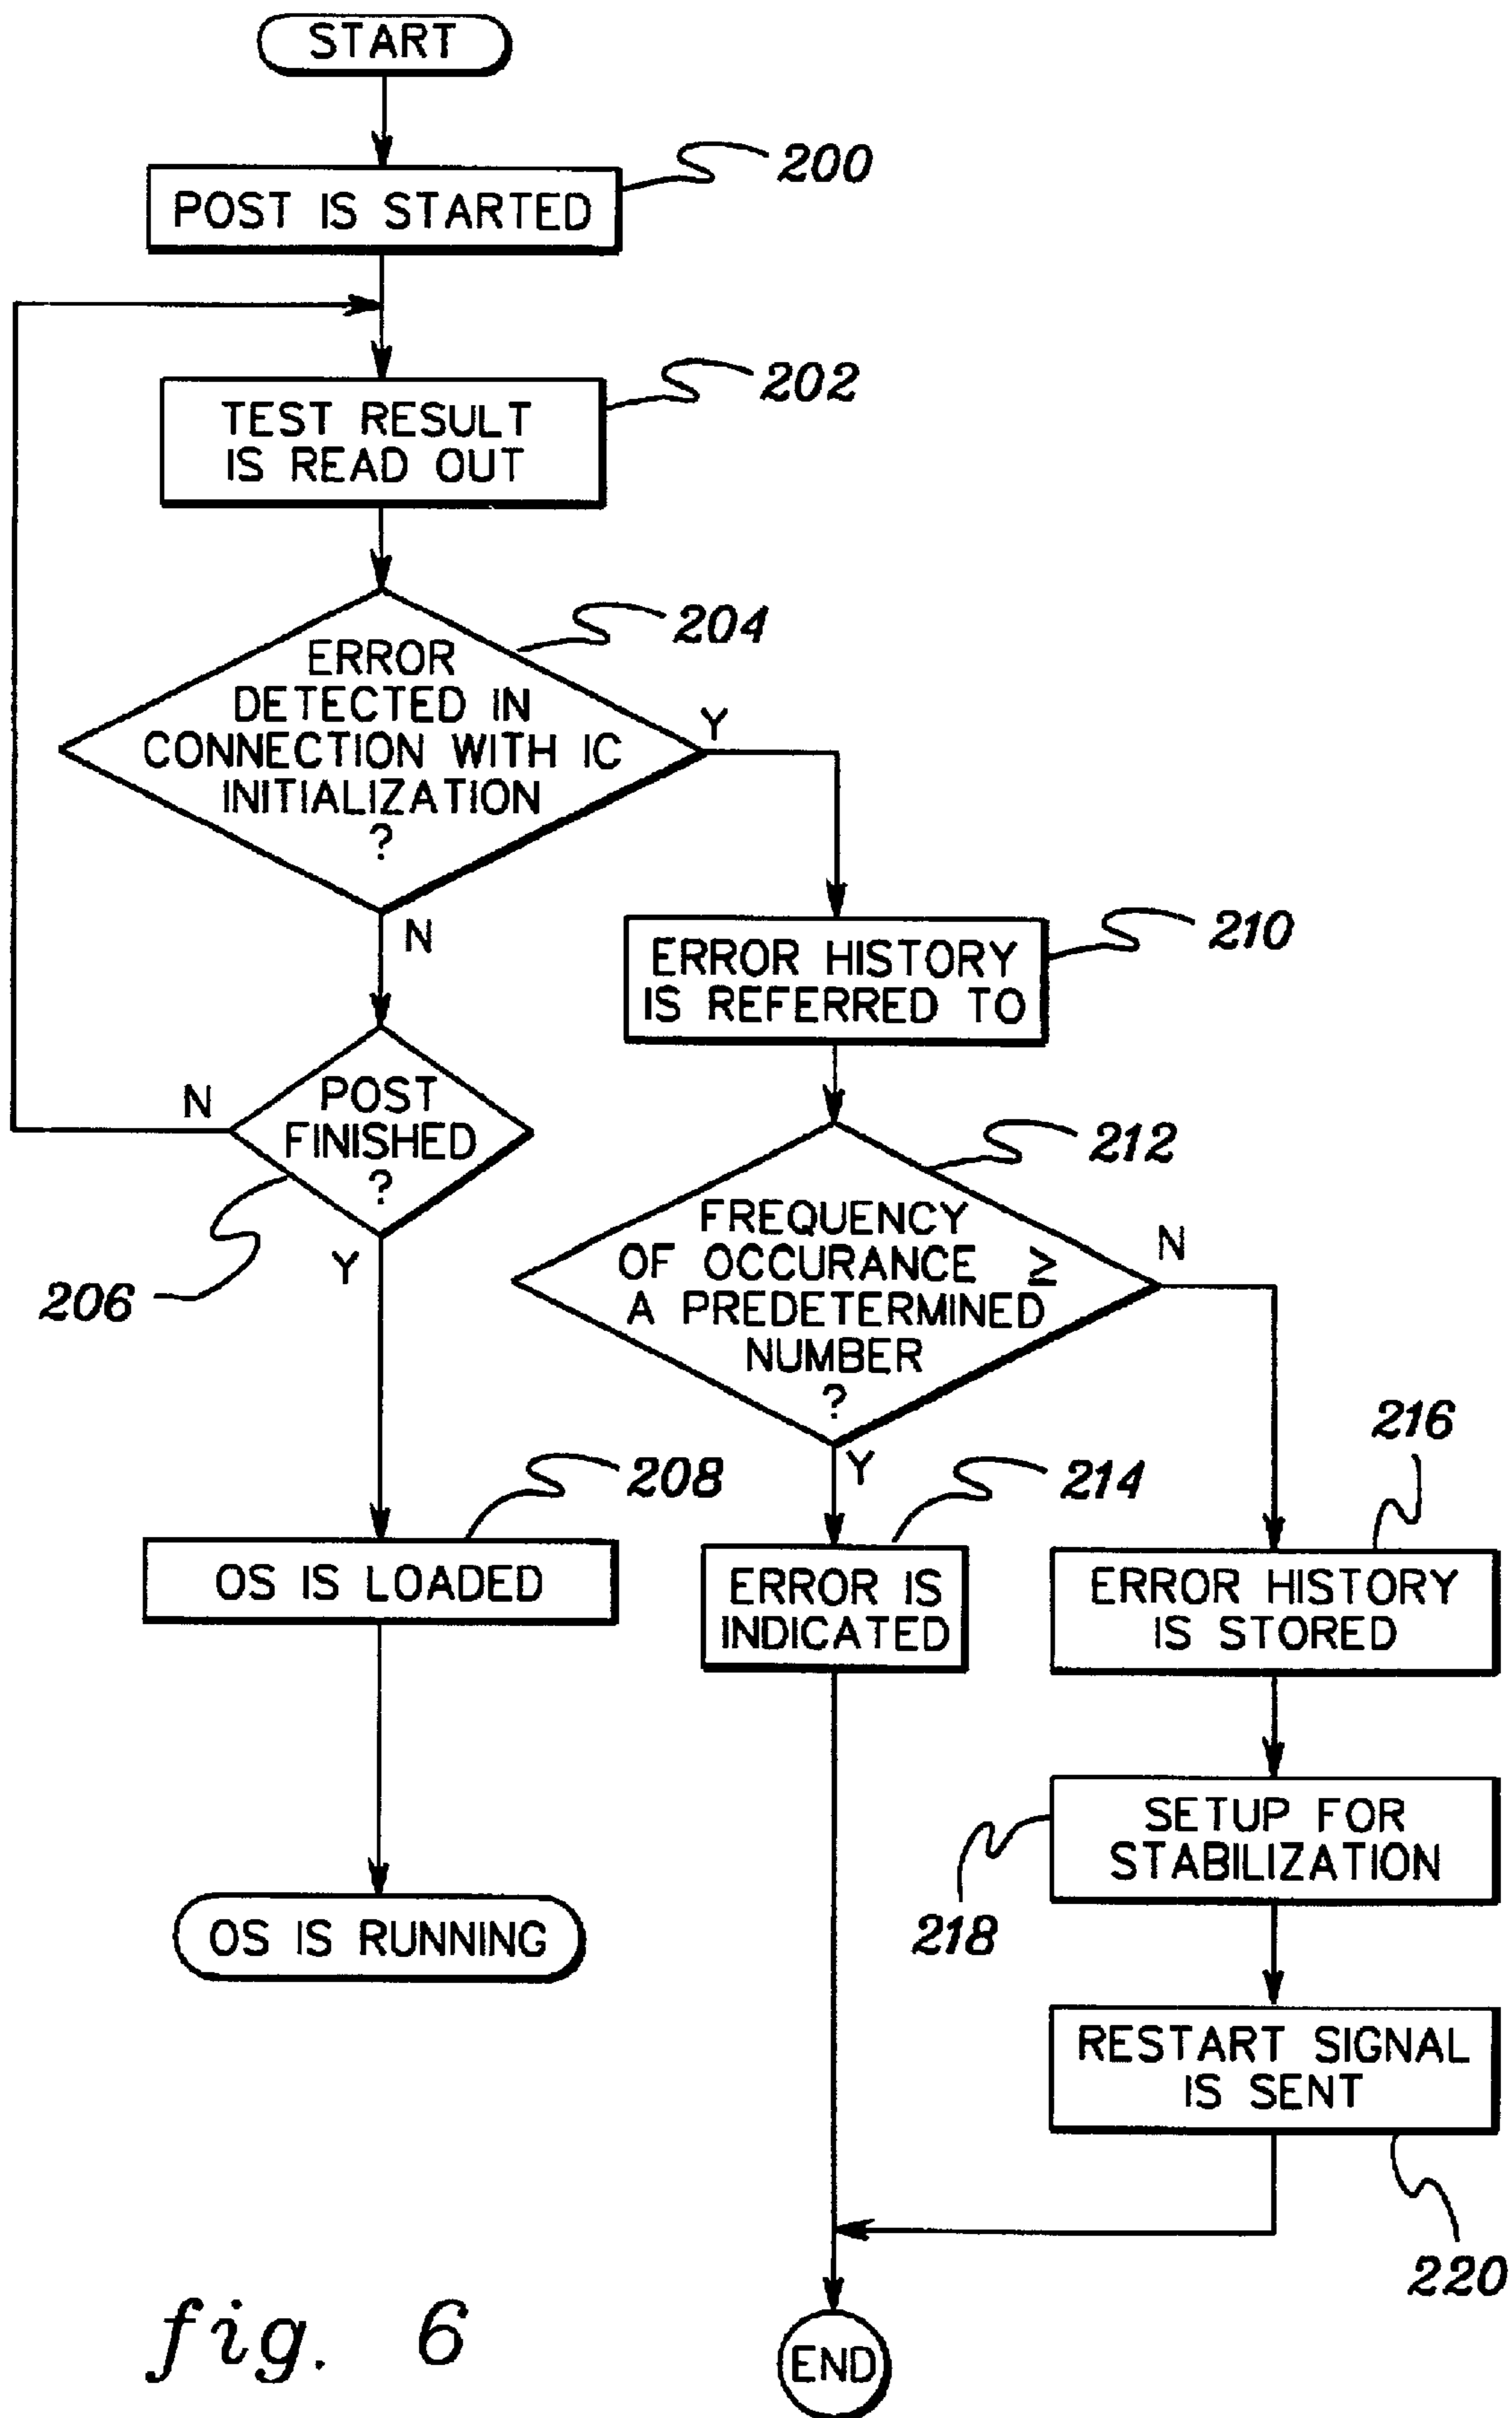 START
POST IS STARTED
200
TEST RESULT
IS READ OUT
202
ERROR
DETECTED IN
CONNECTION WITH IC
INITIALIZATION
?
204
Y
N
POST
FINISHED
?
206
N
Y
OS IS LOADED
208
OS IS RUNNING
ERROR HISTORY
IS REFERRED TO
210
FREQUENCY
OF OCCURANCE ≥
A PREDETERMINED
NUMBER
?
212
N
Y
ERROR IS
INDICATED
214
ERROR HISTORY
IS STORED
216
SETUP FOR
STABILIZATION
218
RESTART SIGNAL
IS SENT
220
END
fig. 6